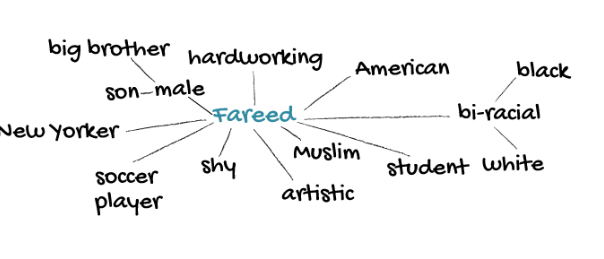 big brother
hardworking
American
black
son-male
Fareed
bi-racial
New Yorker
Muslim
shy
student
white
soccer
player
artistic